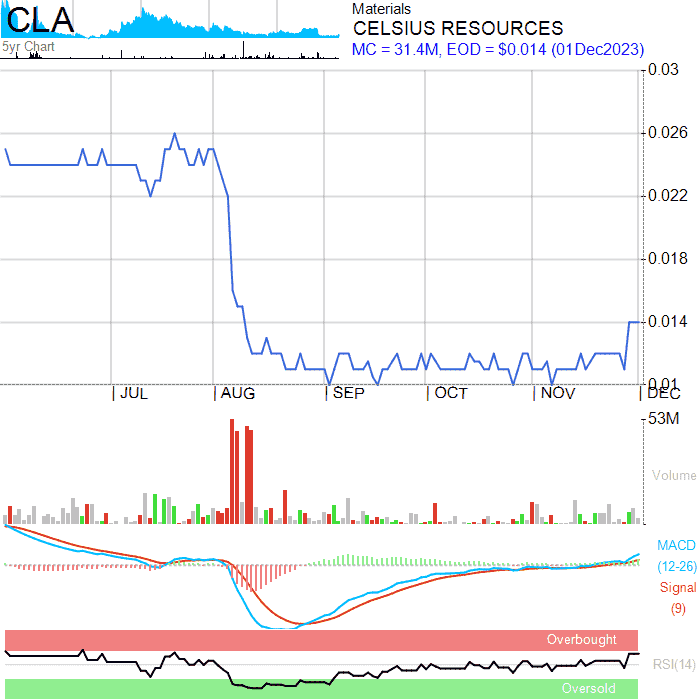 CLA
5yr Chart
Materials
CELSIUS RESOURCES
MC = 31.4M, EOD = $0.014 (01Dec2023)
0.03
0.026
0.022
0.018
0.014
0.01
JUL AUG SEP OCT NOV DEC
53M
Volume
MACD
(12-26)
Signal
(9)
Overbought
RSI(14)
Oversold